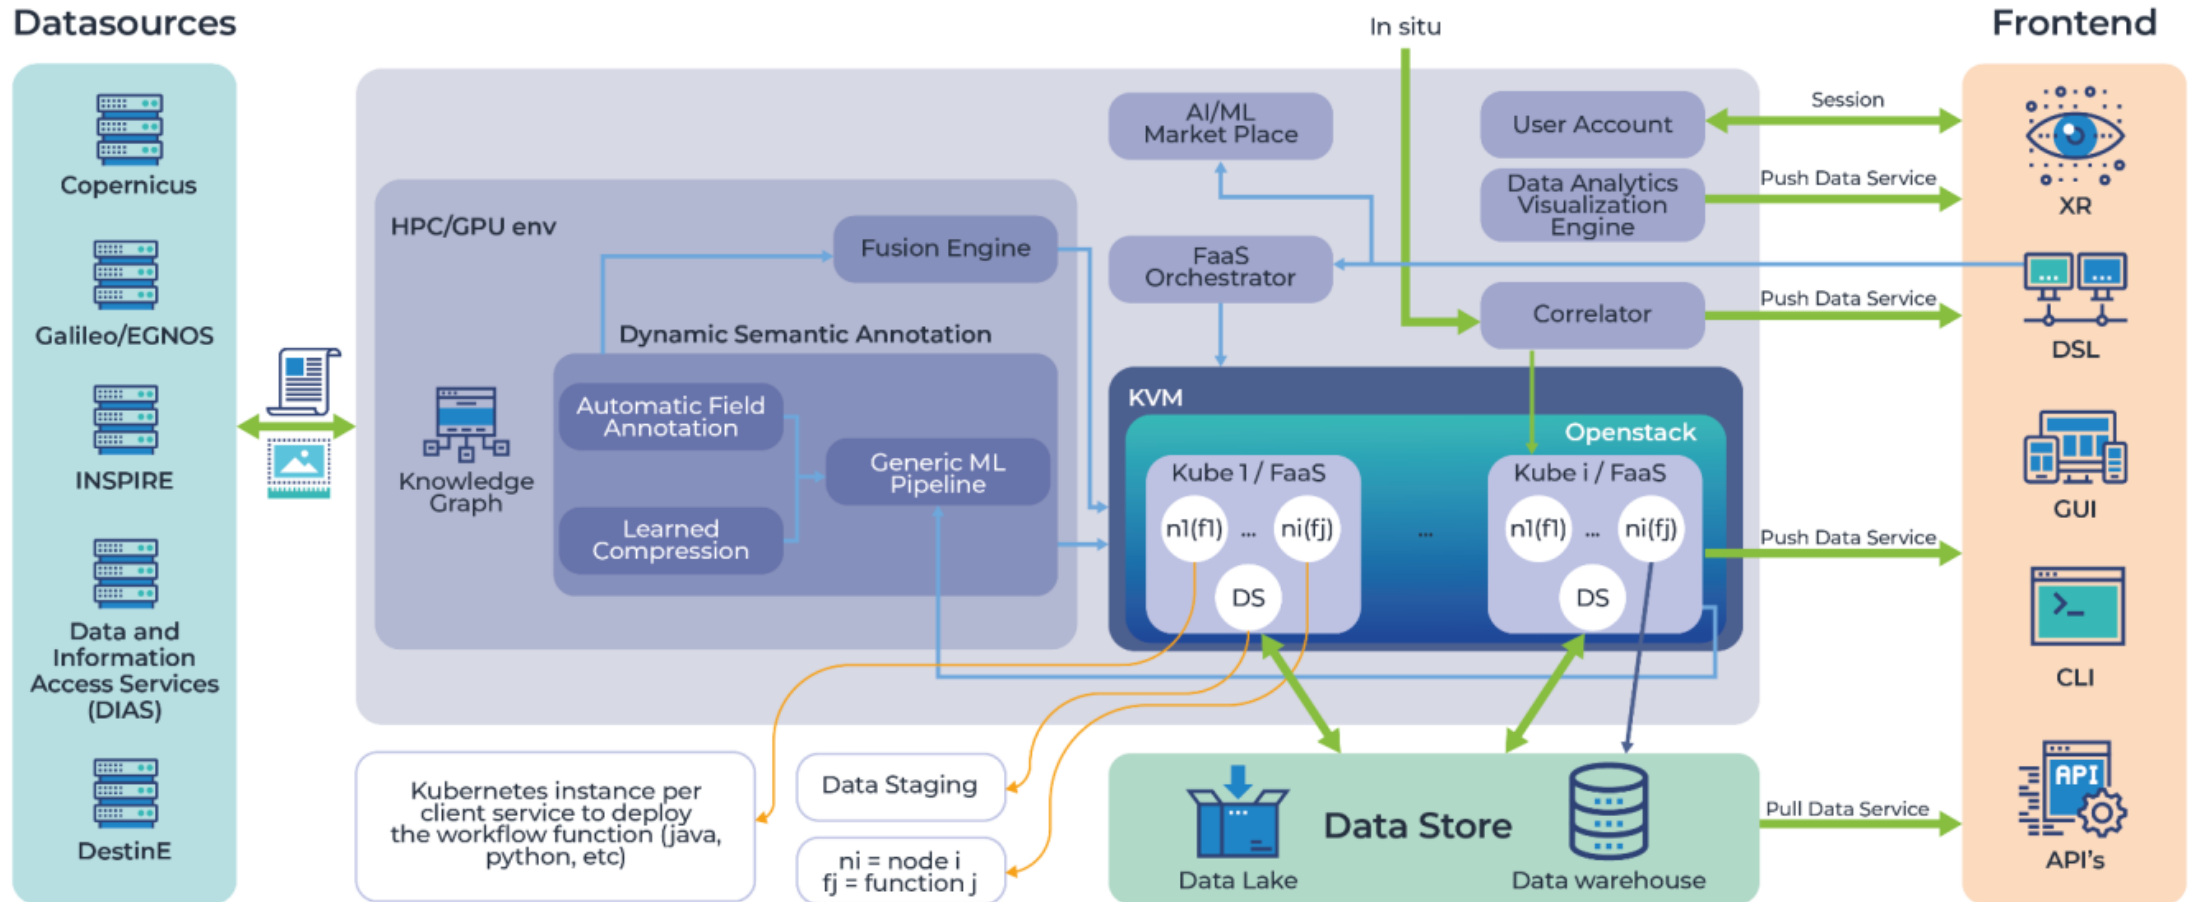 Datasources
Copernicus
Galileo/EGNOS
INSPIRE
Data and
Information
Access Services
(DIAS)
DestinE
HPC/GPU env
Fusion Engine
Dynamic Semantic Annotation
Knowledge
Graph
Automatic Field
Annotation
Learned
Compression
Generic ML
Pipeline
In situ
AI/ML
Market Place
FaaS
Orchestrator
User Account
Data Analytics
Visualization
Engine
Correlator
KVM
Openstack
Kube 1 / FaaS
n1(f1)
...
ni(fj)
DS
...
Kube i / FaaS
n1(f1)
...
ni(fj)
DS
Kubernetes instance per
client service to deploy
the workflow function (java,
python, etc)
Data Staging
ni = node i
fj = function j
Data Store
Data Lake
Data warehouse
Session
Push Data Service
Push Data Service
Push Data Service
Pull Data Service
Frontend
XR
DSL
GUI
CLI
API
API's